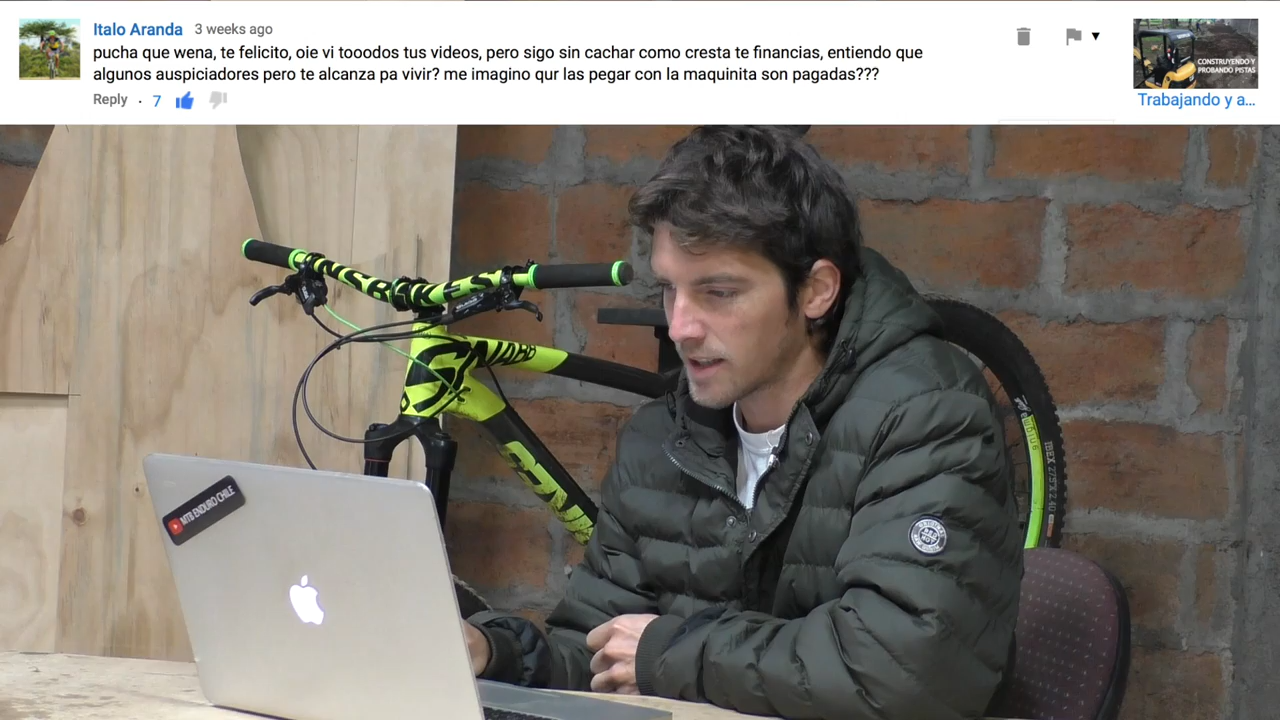 Italo Aranda 3 weeks ago
pucha que wena, te felicito, oie vi tooodos tus videos, pero sigo sin cachar como cresta te financias, entiendo que
algunos auspiciadores pero te alcanza pa vivir? me imagino qur las pegar con la maquinita son pagadas???
Reply · 7
CONSTRUYENDO Y
PROBANDO PISTAS
Trabajando y a...
MTB ENDURO CHILE